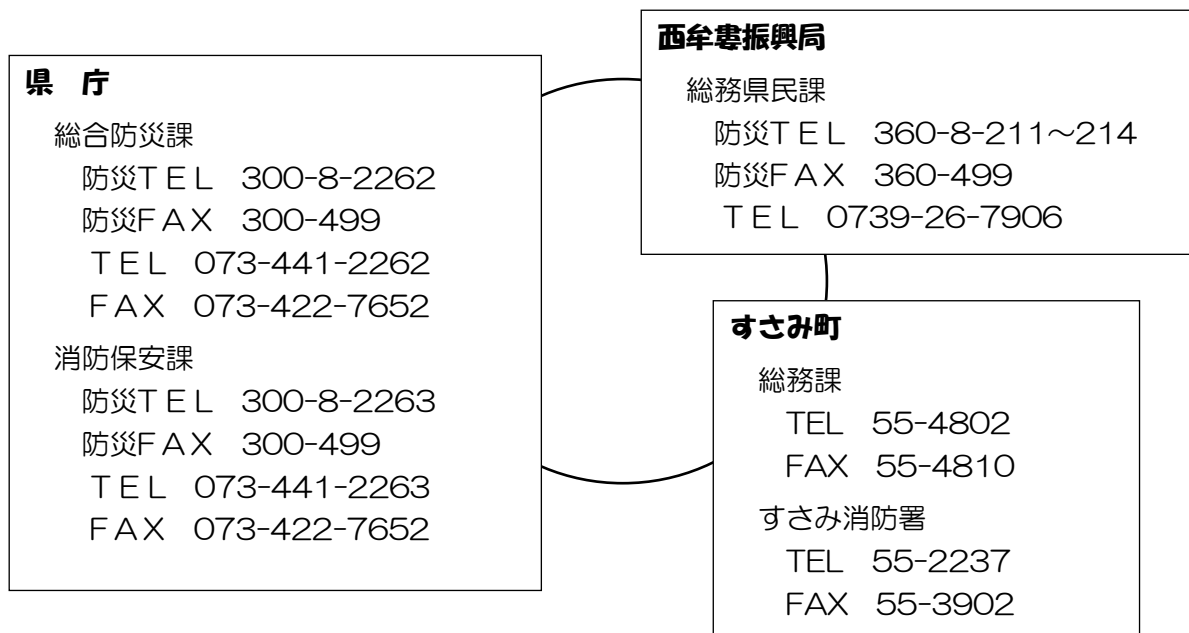 県 庁
総合防災課
防災ＴＥＬ 300-8-2262
防災ＦＡＸ 300-499
ＴＥＬ 073-441-2262
ＦＡＸ 073-422-7652
消防保安課
防災ＴＥＬ 300-8-2263
防災ＦＡＸ 300-499
ＴＥＬ 073-441-2263
ＦＡＸ 073-422-7652
西牟婁振興局
総務県民課
防災ＴＥＬ 360-8-211～214
防災ＦＡＸ 360-499
ＴＥＬ 0739-26-7906
すさみ町
総務課
TEL 55-4802
FAX 55-4810
すさみ消防署
TEL 55-2237
FAX 55-3902